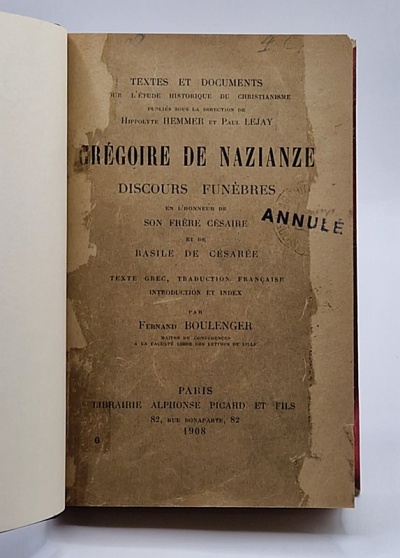 TEXTES ET DOCUMENTS
SUR L'ÉTUDE HISTORIQUE DU CHRISTIANISME
PUBLIÉS SOUS LA DIRECTION DE
HIPPOLYTE HEMMER ET PAUL LEJAY
GRÉGOIRE DE NAZIANZE
DISCOURS FUNÈBRES
EN L'HONNEUR DE
SON FRÈRE CÉSAIRE
ANNULÉ
ET DE
BASILE DE CÉSARÉE
TEXTE GREC, TRADUCTION FRANÇAISE
INTRODUCTION ET INDEX
PAR
FERNAND BOULENGER
MAITRE DE CONFÉRENCES
A LA FACULTÉ LIBRE DES LETTRES DE LILLE
PARIS
LIBRAIRIE ALPHONSE PICARD ET FILS
82, RUE BONAPARTE, 82
1908
6